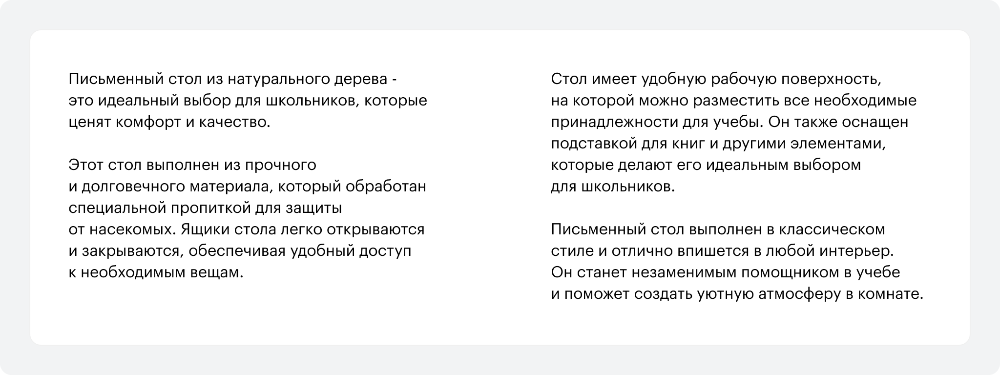 Письменный стол из натурального дерева -
это идеальный выбор для школьников, которые
ценят комфорт и качество.
Этот стол выполнен из прочного
и долговечного материала, который обработан
специальной пропиткой для защиты
от насекомых. Ящики стола легко открываются
и закрываются, обеспечивая удобный доступ
к необходимым вещам.
Стол имеет удобную рабочую поверхность,
на которой можно разместить все необходимые
принадлежности для учебы. Он также оснащен
подставкой для книг и другими элементами,
которые делают его идеальным выбором
для школьников.
Письменный стол выполнен в классическом
стиле и отлично впишется в любой интерьер.
Он станет незаменимым помощником в учебе
и поможет создать уютную атмосферу в комнате.